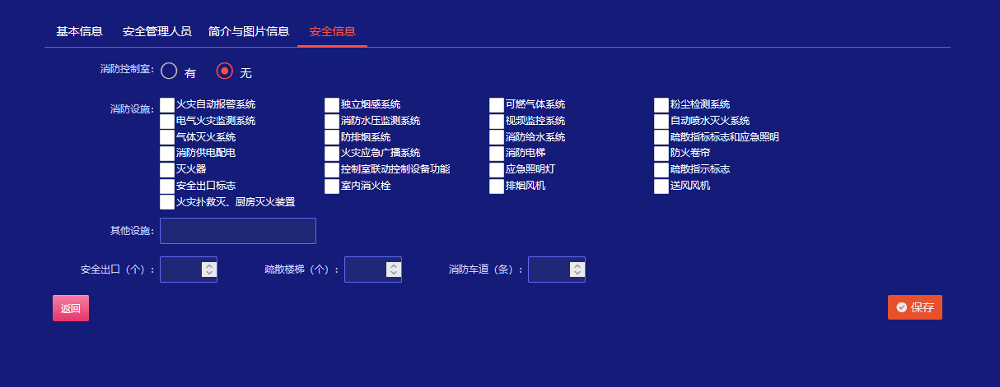 基本信息 安全管理人员 简介与图片信息 安全信息
消防控制室： 有 无
消防设施： 火灾自动报警系统 独立烟感系统 可燃气体系统 粉尘检测系统
电气火灾监测系统 消防水压监测系统 视频监控系统 自动喷水灭火系统
气体灭火系统 防排烟系统 消防给水系统 疏散指标标志和应急照明
消防供电配电 火灾应急广播系统 消防电梯 防火卷帘
灭火器 控制室联动控制设备功能 应急照明灯 疏散指示标志
安全出口标志 室内消火栓 排烟风机 送风风机
火灾扑救灭、厨房灭火装置
其他设施：
安全出口（个）： 疏散楼梯（个）： 消防车道（条）：
返回 保存